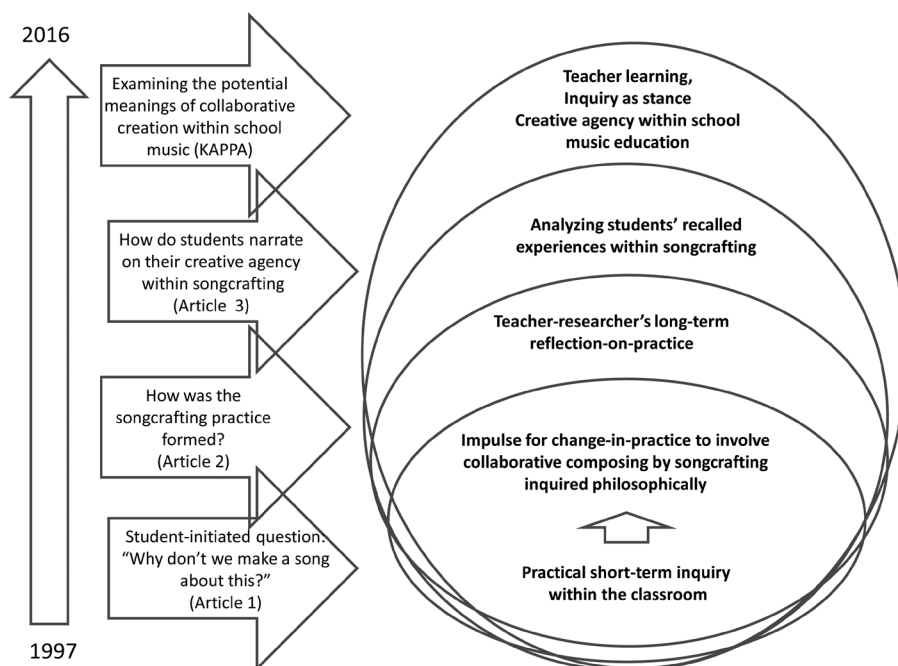 2016
Examining the potential
meanings of collaborative
creation within school
music (KAPPA)
How do students narrate
on their creative agency
within songcrafting
(Article 3)
How was the
songcrafting practice
formed?
(Article 2)
Student-initiated question:
“Why don’t we make a song
about this?”
(Article 1)
1997
Teacher learning,
Inquiry as stance
Creative agency within school
music education
Analyzing students’ recalled
experiences within songcrafting
Teacher-researcher’s long-term
reflection-on-practice
Impulse for change-in-practice to involve
collaborative composing by songcrafting
inquired philosophically
Practical short-term inquiry
within the classroom